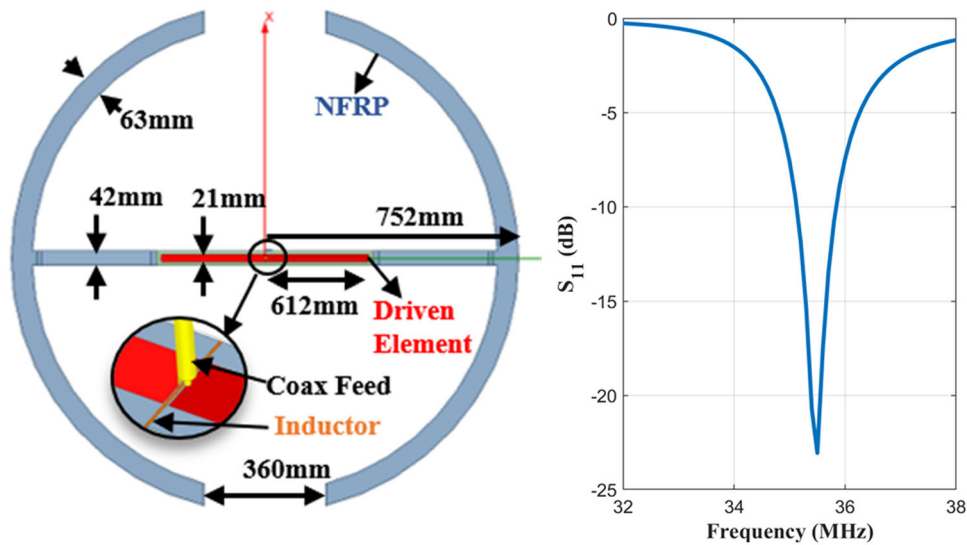 x
NFRP
63mm
42mm
21mm
752mm
612mm
Driven
Element
Coax Feed
Inductor
360mm
0
-5
-10
-15
-20
-25
S11 (dB)
32
34
36
38
Frequency (MHz)